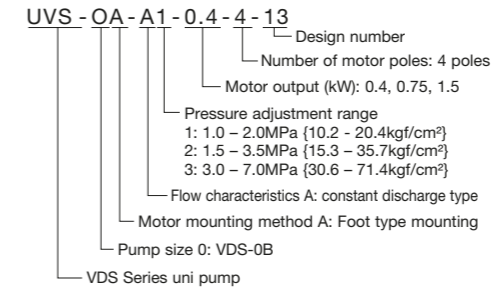 UVS - OA - A1 - 0.4 - 4 - 13
Design number
Number of motor poles: 4 poles
Motor output (kW): 0.4, 0.75, 1.5
Pressure adjustment range
1: 1.0 – 2.0MPa {10.2 - 20.4kgf/cm²}
2: 1.5 – 3.5MPa {15.3 – 35.7kgf/cm²}
3: 3.0 – 7.0MPa {30.6 – 71.4kgf/cm²}
Flow characteristics A: constant discharge type
Motor mounting method A: Foot type mounting
Pump size 0: VDS-0B
VDS Series uni pump